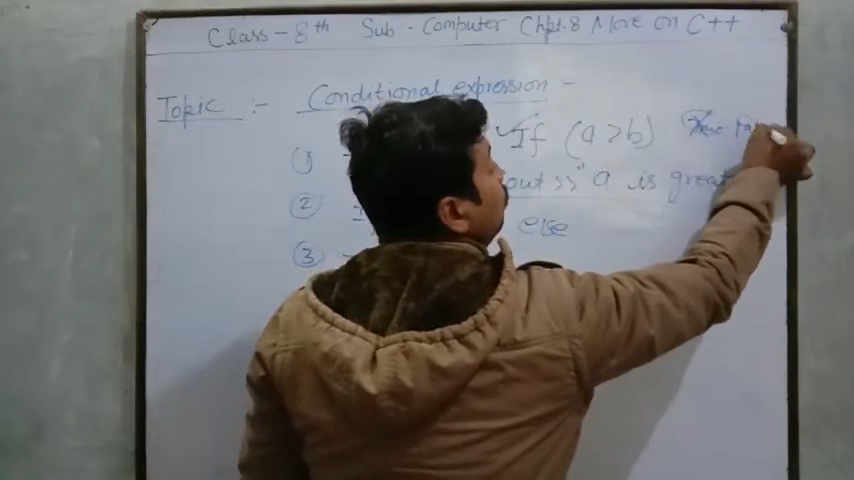 Class - 8th Sub - Computer Chpt. 8 More on C++
Topic :- Conditional expression -
① If (a > b) True
② cout >> "a is great
else
③